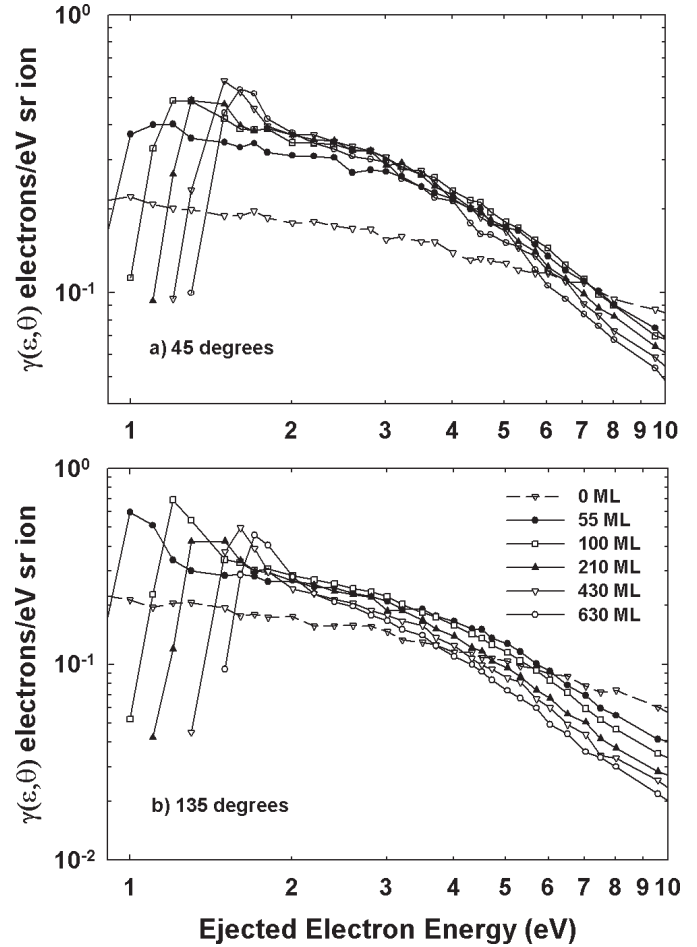 10⁰
10⁻¹
γ(ε,θ) electrons/eV sr ion
a) 45 degrees
1 2 3 4 5 6 7 8 9 10
10⁰
10⁻¹
10⁻²
γ(ε,θ) electrons/eV sr ion
0 ML
55 ML
100 ML
210 ML
430 ML
630 ML
b) 135 degrees
1 2 3 4 5 6 7 8 9 10
Ejected Electron Energy (eV)